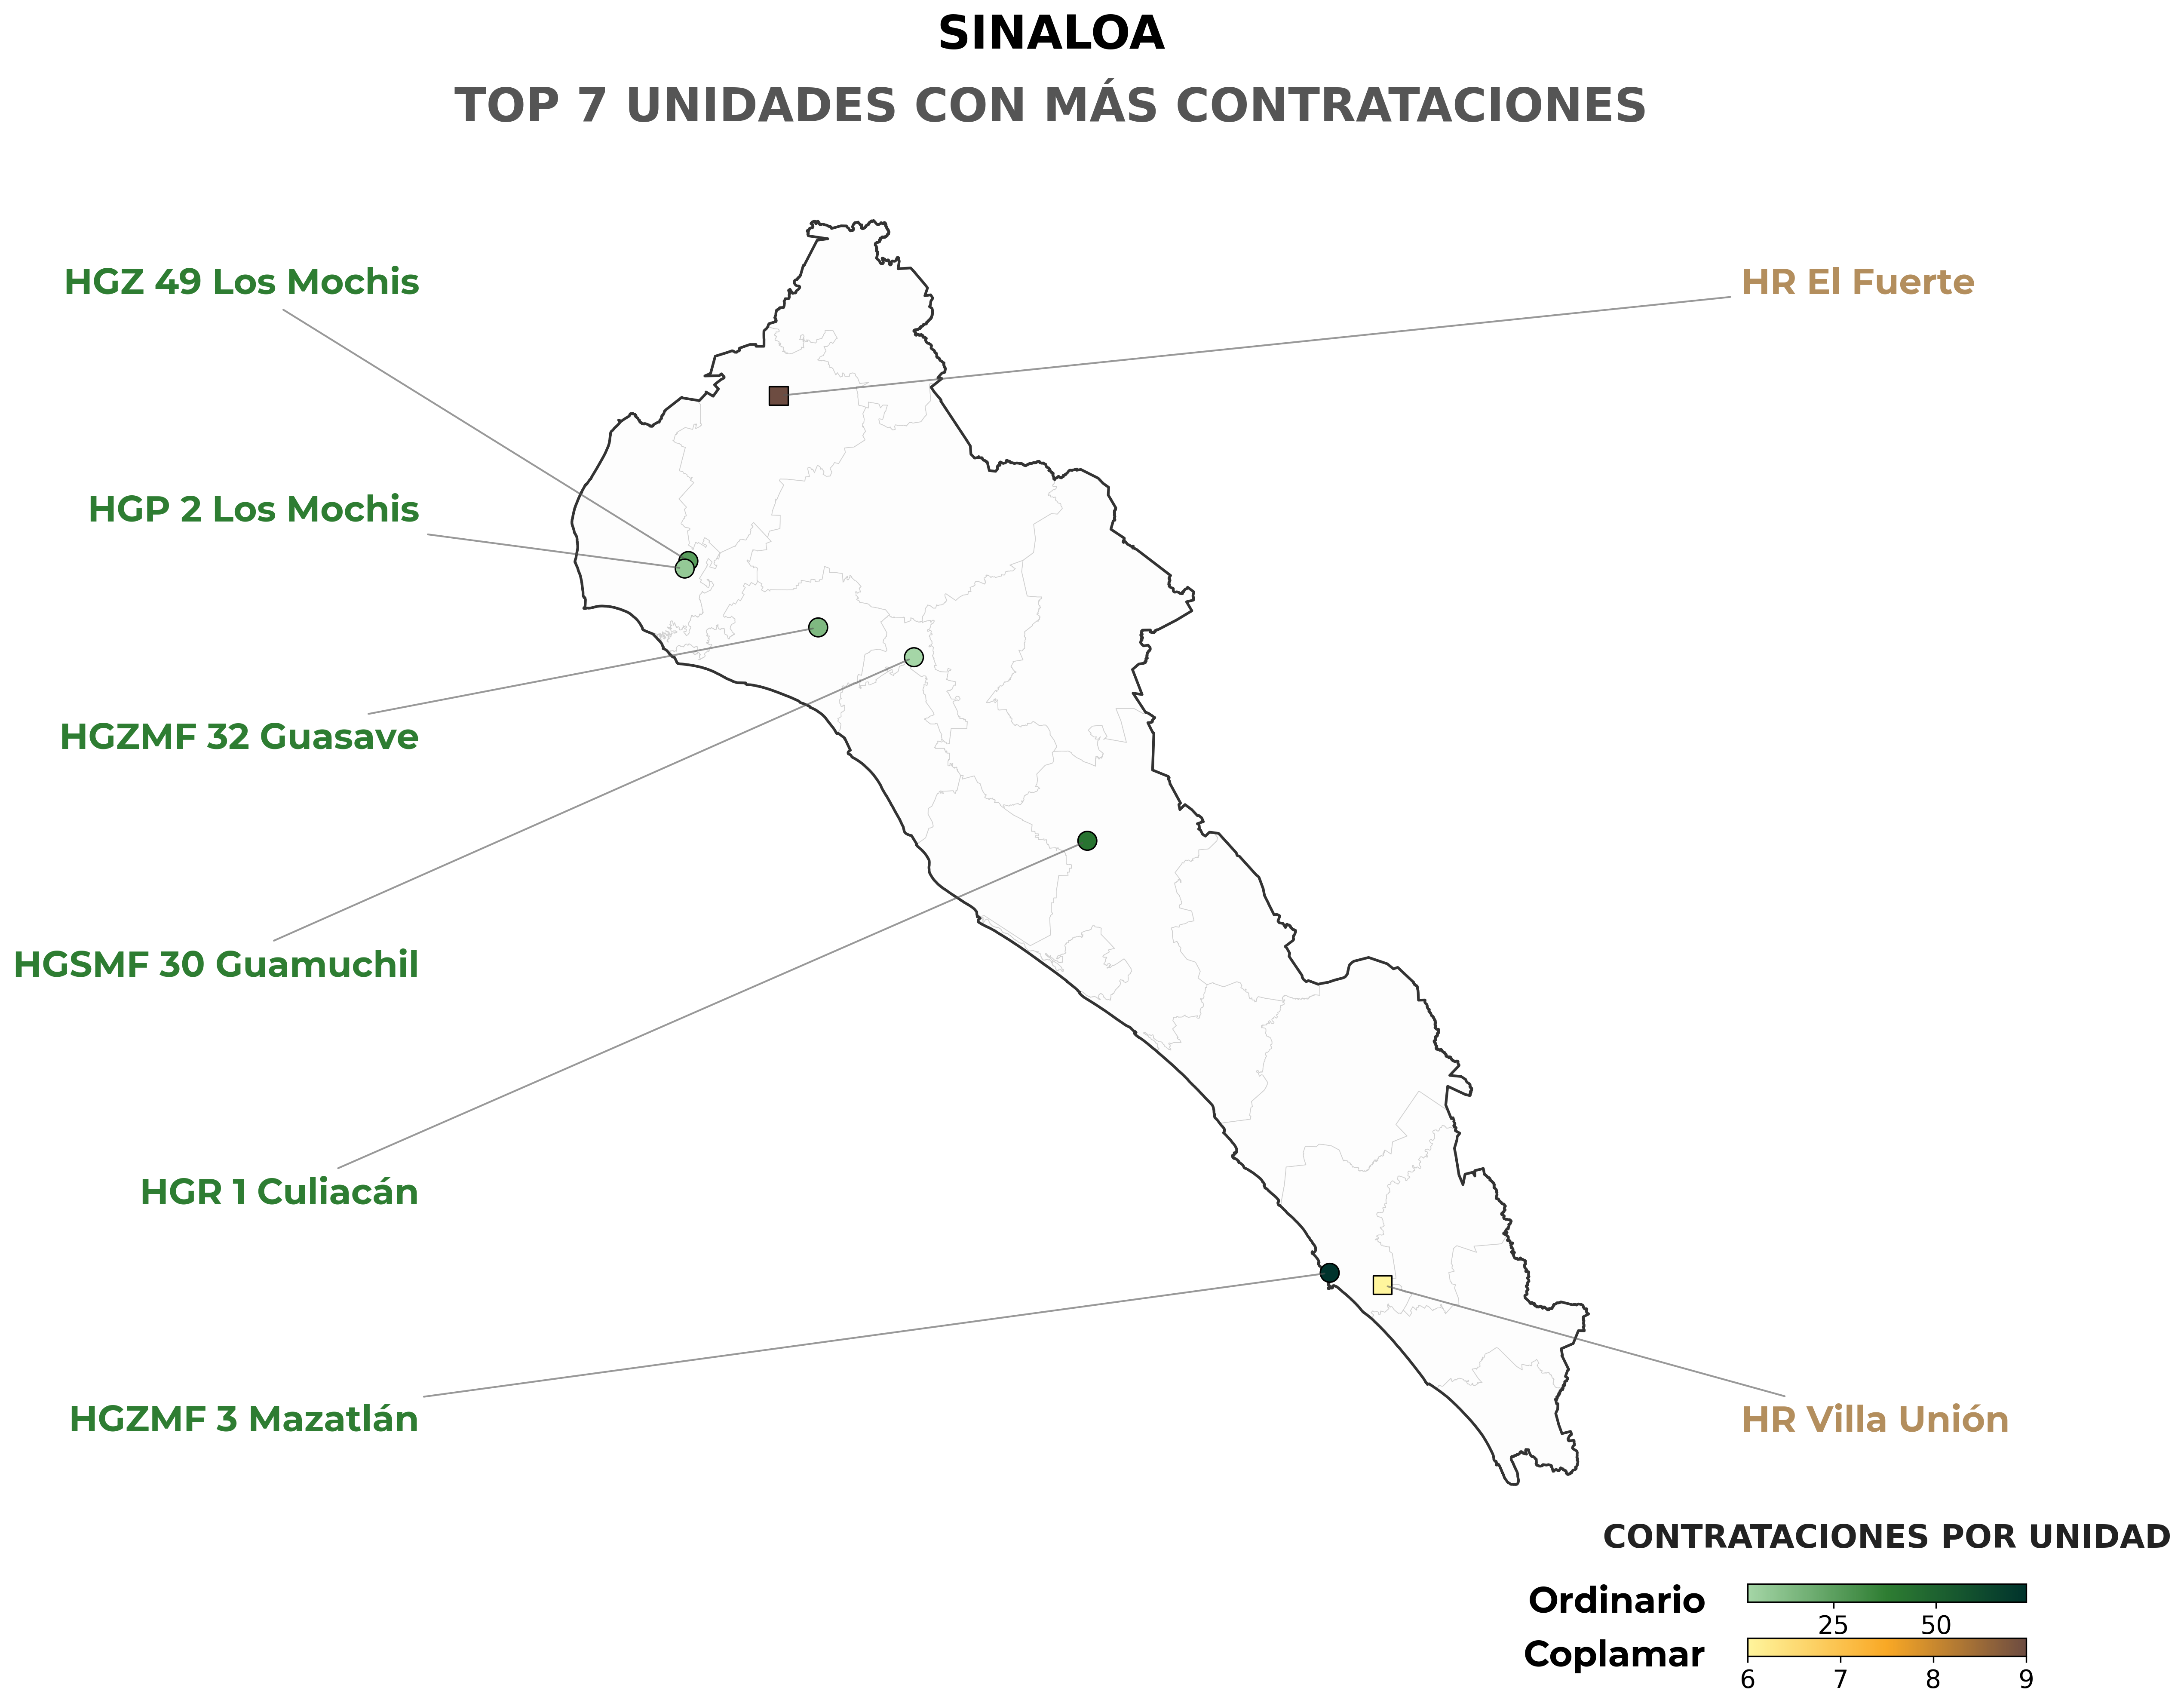 SINALOA
TOP 7 UNIDADES CON MÁS CONTRATACIONES
HGZ 49 Los Mochis
HR El Fuerte
HGP 2 Los Mochis
HGZMF 32 Guasave
HGSMF 30 Guamuchil
HGR 1 Culiacán
HGZMF 3 Mazatlán
HR Villa Unión
CONTRATACIONES POR UNIDAD
Ordinario
25 50
Coplamar
6 7 8 9